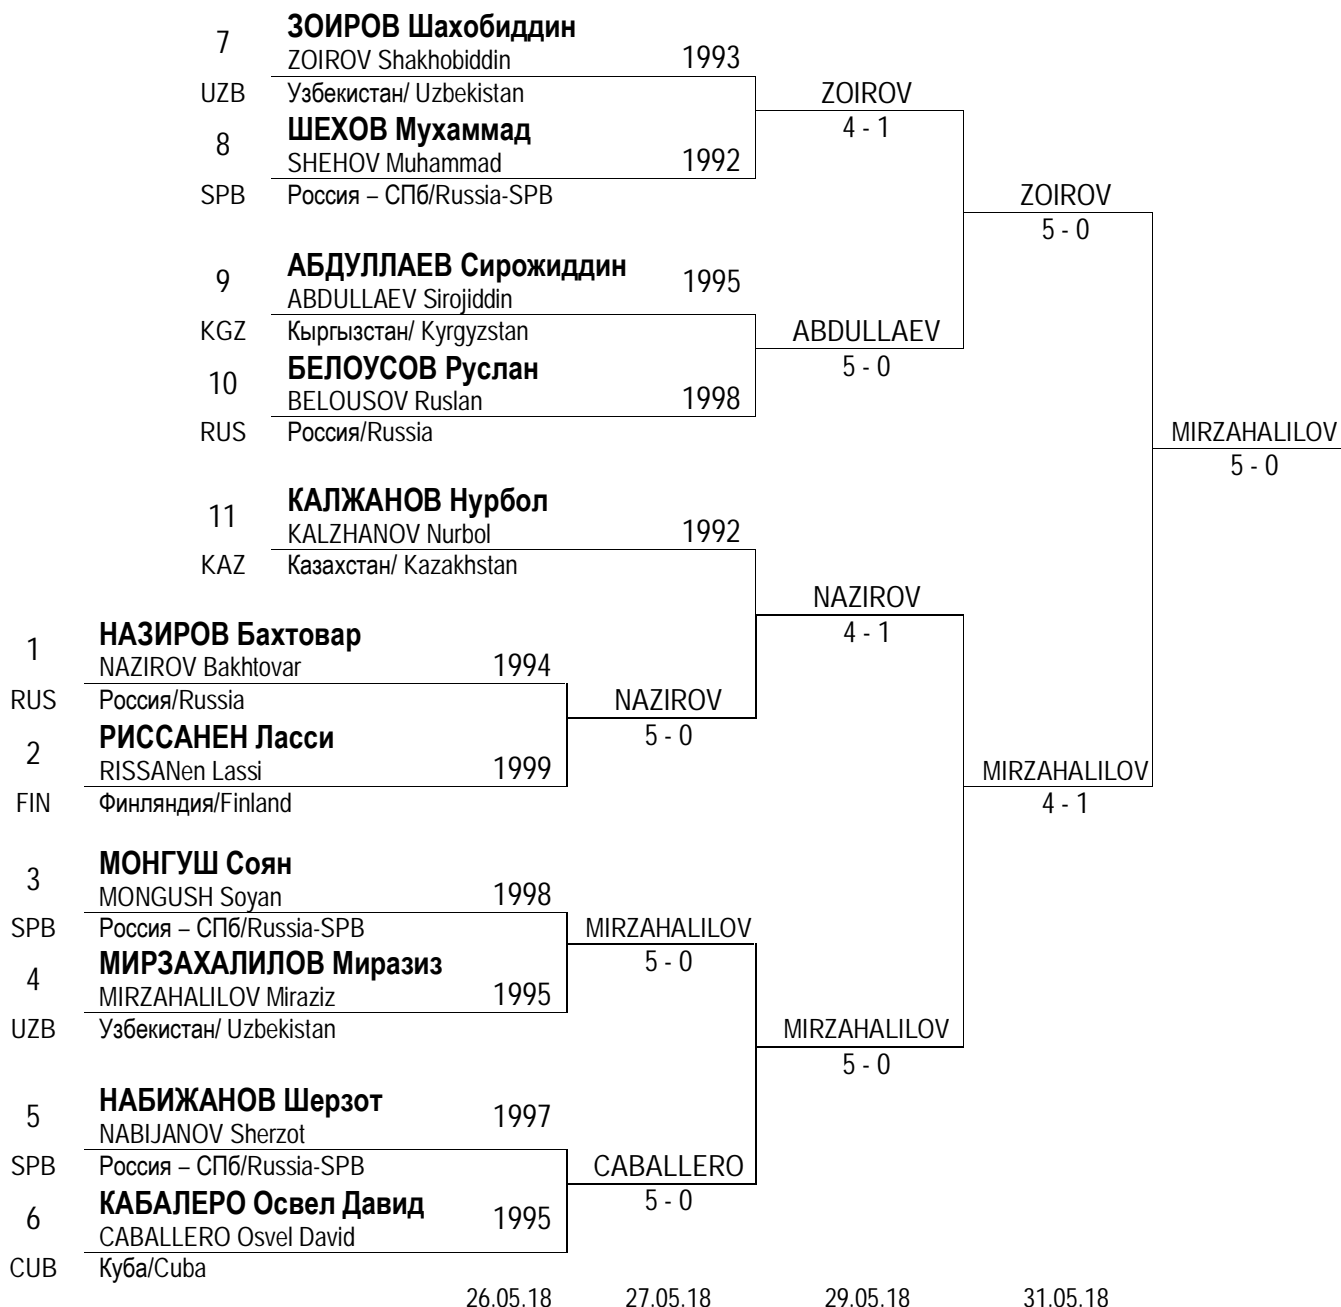 ЗОИРОВ Шахобиддин
7
ZOIROV Shakhobiddin 1993
UZB Узбекистан/ Uzbekistan ZOIROV
ШЕХОВ Мухаммад 4 - 1
8
SHEHOV Muhammad 1992
SPB Россия – СПб/Russia-SPB ZOIROV
5 - 0
АБДУЛЛАЕВ Сирожиддин
9 1995
ABDULLAEV Sirojiddin
KGZ Кыргызстан/ Kyrgyzstan ABDULLAEV
БЕЛОУСОВ Руслан 5 - 0
10
BELOUSOV Ruslan 1998
RUS Россия/Russia MIRZAHALILOV
5 - 0
КАЛЖАНОВ Нурбол
11
KALZHANOV Nurbol 1992
KAZ Казахстан/ Kazakhstan
NAZIROV
НАЗИРОВ Бахтовар 4 - 1
1
NAZIROV Bakhtovar 1994
RUS Россия/Russia NAZIROV
РИССАНЕН Ласси 5 - 0
2
RISSANen Lassi 1999 MIRZAHALILOV
FIN Финляндия/Finland 4 - 1
МОНГУШ Соян
3
MONGUSH Soyan 1998
SPB Россия – СПб/Russia-SPB MIRZAHALILOV
МИРЗАХАЛИЛОВ Миразиз 5 - 0
4
MIRZAHALILOV Miraziz 1995
UZB Узбекистан/ Uzbekistan MIRZAHALILOV
5 - 0
НАБИЖАНОВ Шерзот
5 1997
NABIJANOV Sherzot
SPB Россия – СПб/Russia-SPB CABALLERO
КАБАЛЕРО Освел Давид 5 - 0
6 1995
CABALLERO Osvel David
CUB Куба/Cuba
26.05.18 27.05.18 29.05.18 31.05.18